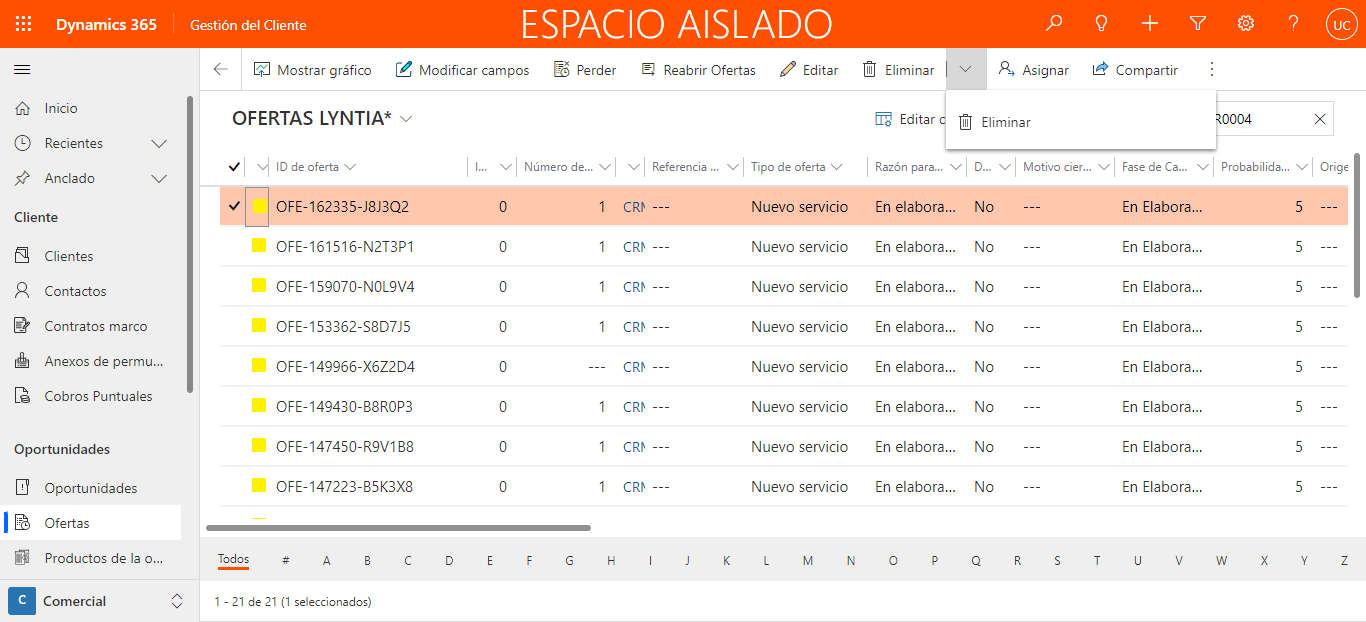 Dynamics 365 Gestión del Cliente ESPACIO AISLADO UC
Mostrar gráfico Modificar campos Perder Reabrir Ofertas Editar Eliminar Asignar Compartir
Eliminar
OFERTAS LYNTIA* Editar c R0004
ID de oferta I... Número de... Referencia ... Tipo de oferta Razón para... D... Motivo cier... Fase de Ca... Probabilida... Orige
OFE-162335-J8J3Q2 0 1 CRM --- Nuevo servicio En elabora... No --- En Elabora... 5 ---
OFE-161516-N2T3P1 0 1 CRM --- Nuevo servicio En elabora... No --- En Elabora... 5 ---
OFE-159070-N0L9V4 0 1 CRM --- Nuevo servicio En elabora... No --- En Elabora... 5 ---
OFE-153362-S8D7J5 0 1 CRM --- Nuevo servicio En elabora... No --- En Elabora... 5 ---
OFE-149966-X6Z2D4 0 --- CRM --- Nuevo servicio En elabora... No --- En Elabora... 5 ---
OFE-149430-B8R0P3 0 1 CRM --- Nuevo servicio En elabora... No --- En Elabora... 5 ---
OFE-147450-R9V1B8 0 1 CRM --- Nuevo servicio En elabora... No --- En Elabora... 5 ---
OFE-147223-B5K3X8 0 1 CRM --- Nuevo servicio En elabora... No --- En Elabora... 5 ---
Todos # A B C D E F G H I J K L M N O P Q R S T U V W X Y Z
1 - 21 de 21 (1 seleccionados)
Inicio
Recientes
Anclado
Cliente
Clientes
Contactos
Contratos marco
Anexos de permu...
Cobros Puntuales
Oportunidades
Oportunidades
Ofertas
Productos de la o...
C Comercial